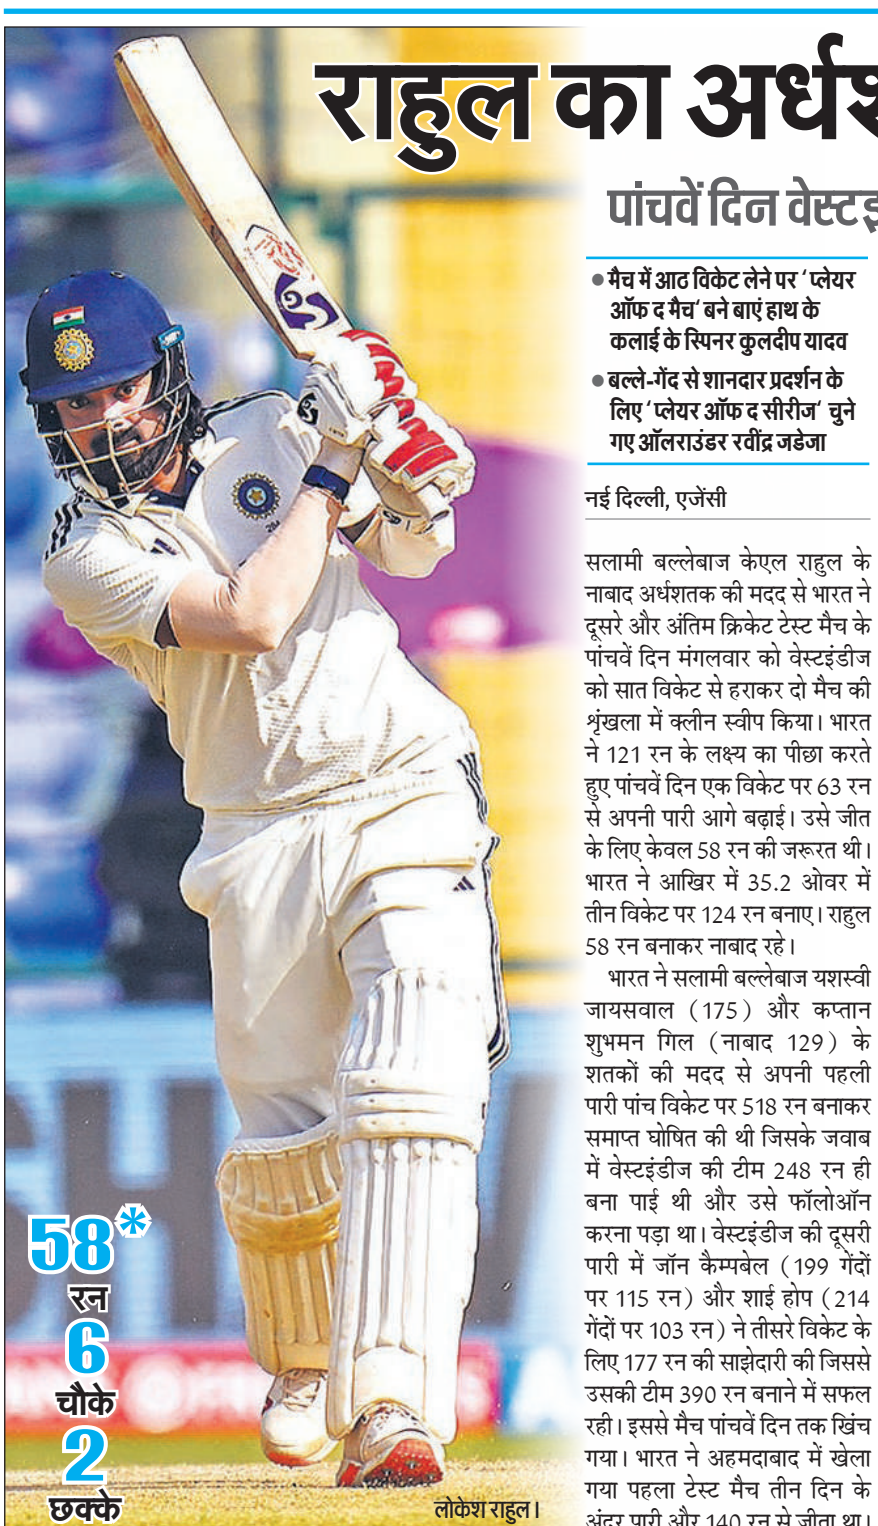 राहुल का अर्ध
पांचवें दिन
● मैच में आठ विकेट लेने पर ‘प्लेयर
ऑफ द मैच‘ बने बाएं हाथ के
कलाई के स्पिनर कुलदीप यादव
● बल्ले-गेंद से शानदार प्रदर्शन के
लिए ‘प्लेयर ऑफ द सीरीज‘ चुने
गए ऑलराउंडर रवींद्र जडेजा
नई दिल्ली, एजेंसी
सलामी बल्लेबाज केएल राहुल के
नाबाद अर्धशतक की मदद से भारत ने
दूसरे और अंतिम क्रिकेट टेस्ट मैच के
पांचवें दिन मंगलवार को वेस्टइंडीज
को सात विकेट से हराकर दो मैच की
शृंखला में क्लीन स्वीप किया। भारत
ने 121 रन के लक्ष्य का पीछा करते
हुए पांचवें दिन एक विकेट पर 63 रन
से अपनी पारी आगे बढ़ाई। उसे जीत
के लिए केवल 58 रन की जरूरत थी।
भारत ने आखिर में 35.2 ओवर में
तीन विकेट पर 124 रन बनाए। राहुल
58 रन बनाकर नाबाद रहे।
भारत ने सलामी बल्लेबाज यशस्वी
जायसवाल (175) और कप्तान
शुभमन गिल (नाबाद 129) के
शतकों की मदद से अपनी पहली
पारी पांच विकेट पर 518 रन बनाकर
समाप्त घोषित की थी जिसके जवाब
में वेस्टइंडीज की टीम 248 रन ही
बना पाई थी और उसे फॉलोऑन
करना पड़ा था। वेस्टइंडीज की दूसरी
पारी में जॉन कैम्पबेल (199 गेंदों
पर 115 रन) और शाई होप (214
गेंदों पर 103 रन) ने तीसरे विकेट के
लिए 177 रन की साझेदारी की जिससे
उसकी टीम 390 रन बनाने में सफल
रही। इससे मैच पांचवें दिन तक खिंच
गया। भारत ने अहमदाबाद में खेला
गया पहला टेस्ट मैच तीन दिन के
अंदर पारी और 140 रन से जीता था।
58*
रन
6
चौके
2
छक्के
लोकेश राहुल।